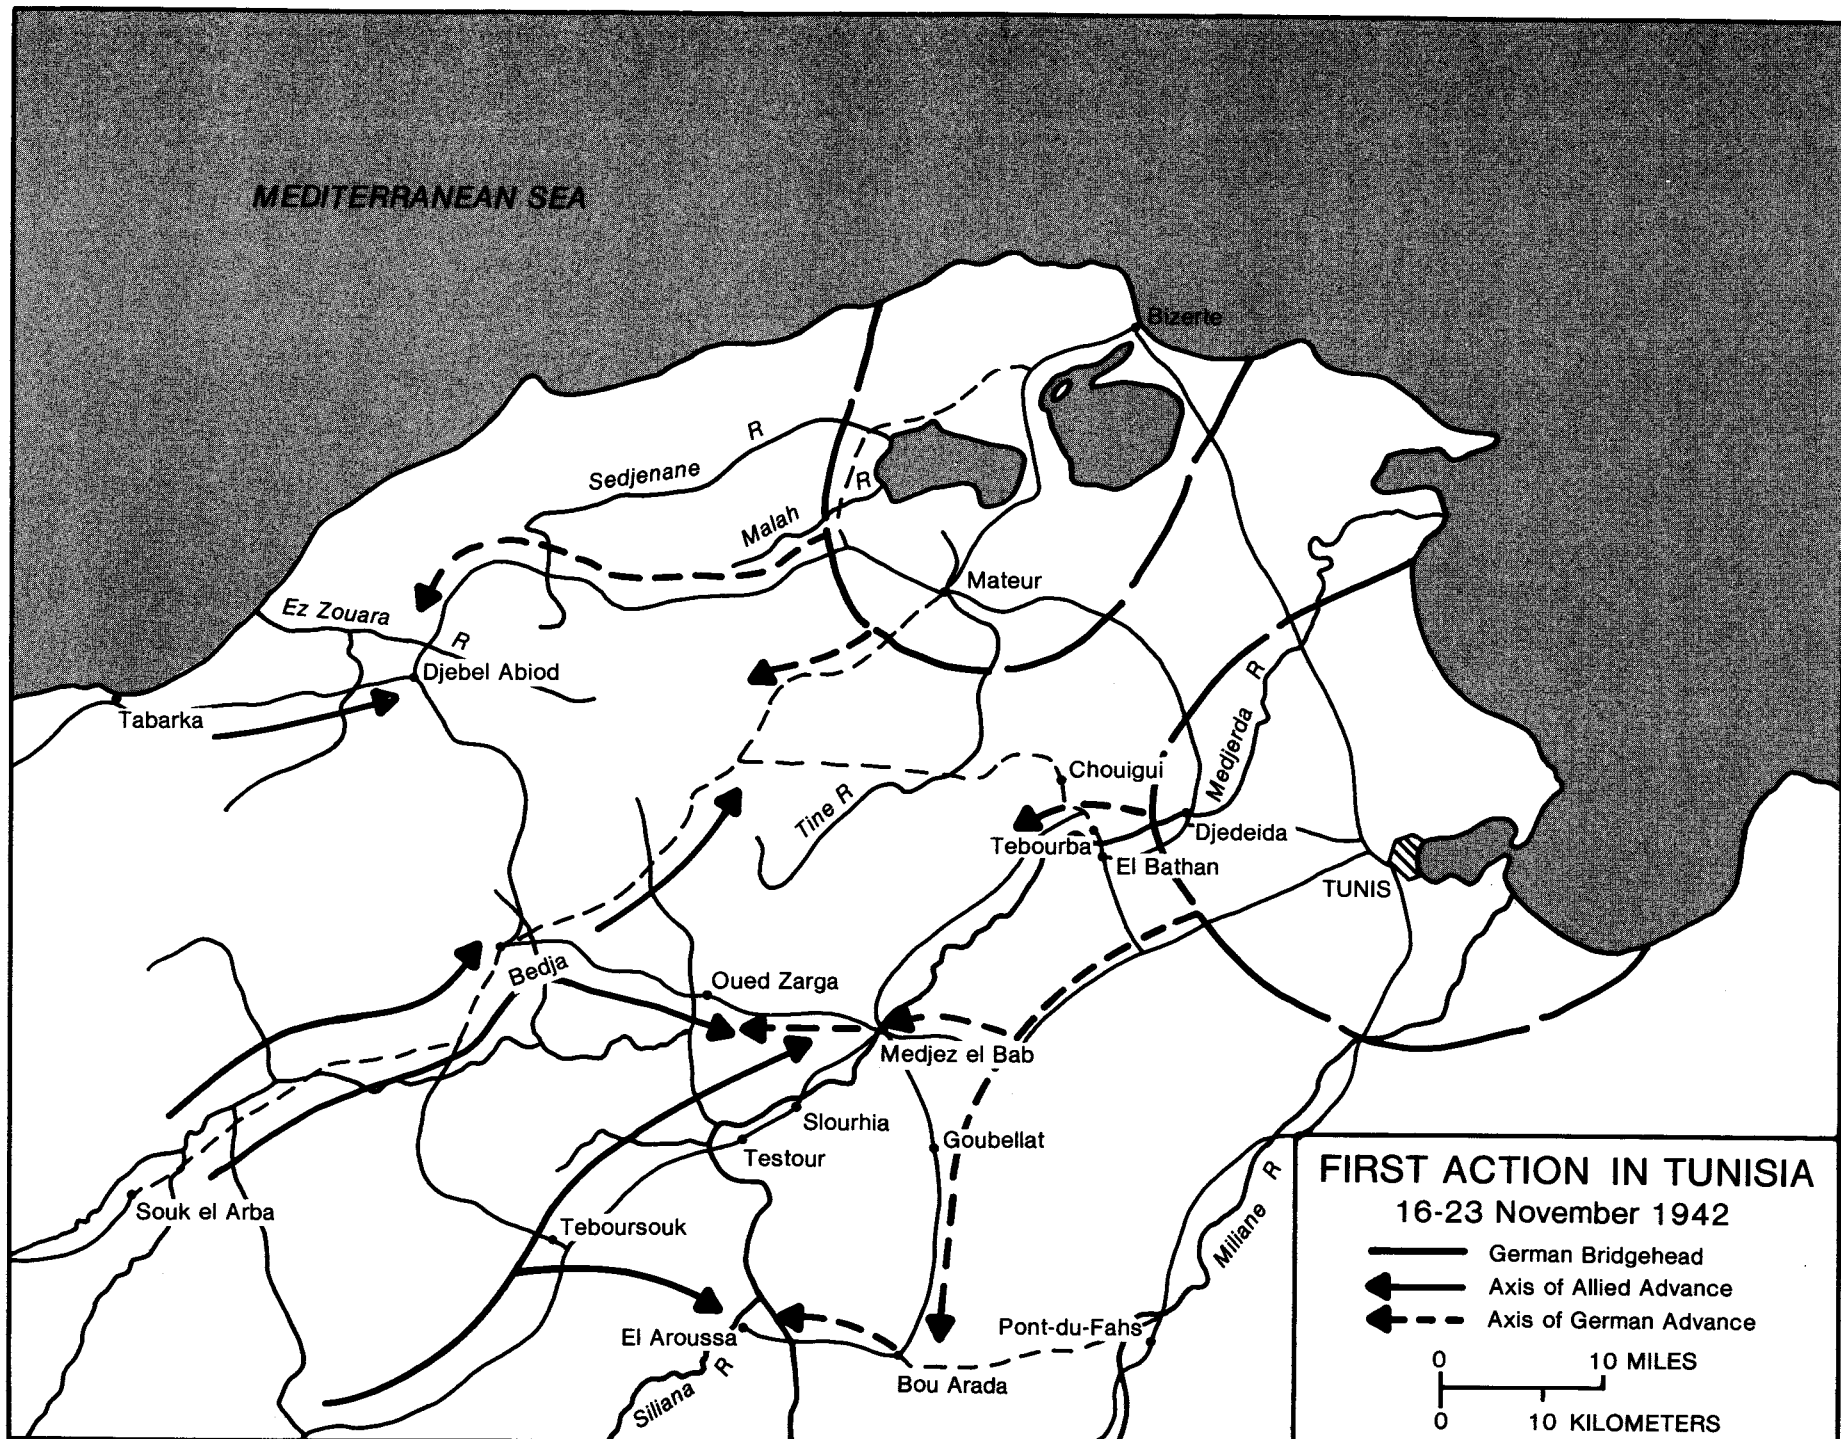 MEDITERRANEAN SEA
Bizerte
R
Sedjenane
R
Malah
Mateur
Ez Zouara
R
Djebel Abiod
Tabarka
R
Medjerda
Chouigui
Tine R
Djedeida
Tebourba
El Bathan
TUNIS
Bedja
Oued Zarga
Medjez el Bab
Slourhia
Goubellat
Testour
Souk el Arba
Teboursouk
R
Miliane
El Aroussa
Pont-du-Fahs
R
Siliana
Bou Arada
FIRST ACTION IN TUNISIA
16-23 November 1942
German Bridgehead
Axis of Allied Advance
Axis of German Advance
0 10 MILES
0 10 KILOMETERS